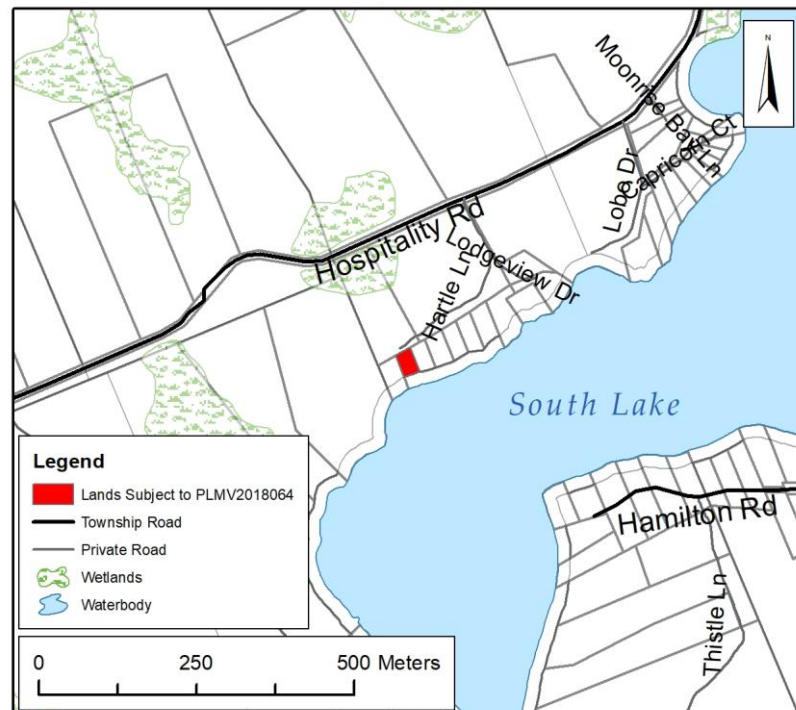 N
Moonrise Bay Ln
Capricorn Ct
Loba Dr
Hospitality Rd
Lodgeview Dr
Hartle Ln
South Lake
Hamilton Rd
Thistle Ln
Legend
Lands Subject to PLMV2018064
Township Road
Private Road
Wetlands
Waterbody
0 250 500 Meters